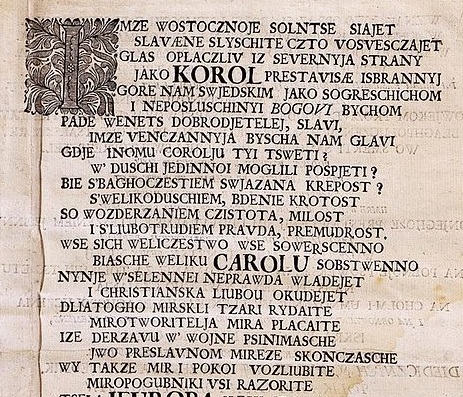 IMZE WOSTOCZNOJE SOLNTSE SIAJET
SLAVÆNE SLYSCHITE CZTO VOSVESCZAJET
GLAS OPLACZLIV IZ SEVERNYJA STRANY
JAKO KOROL PRESTAVISÆ ISBRANNYJ
GORE NAM SWJEDSKIM JAKO SOGRESCHICHOM
I NEPOSLUSCHINYI BOGOVI BYCHOM
PADE WENETS DOBRODJETELEJ, SLAVI,
IMZE VENCZANNYJA BYSCHA NAM GLAVI
GDJE INOMU COROLJU TYI TSWETI?
W'DUSCHI JEDINNOI MOGLILI POSPJETI?
BIE S'BAGHOCZESTIEM SWJAZANA KREPOST?
S'WELIKODUSCHIEM, BDENIE KROTOST
SO WOZDERZANIEM CZISTOTA, MILOST
I S'LIUBOTRUDIEM PRAVDA, PREMUDROST,
WSE SICH WELICZESTWO WSE SOWERSCENNO
BIASCHE WELIKU CAROLU SOBSTWENNO
NYNJE W'SELENNEI NEPRAWDA WLADEJET
I CHRISTIANSKA LIUBOU OKUDEJET
DLIATOGHO MIRSKLI TZARI RYDAITE
MIROTWORITELJA MIRA PLACAITE
IZE DERZAVU W'WOJNE PSINIMASCHE
JWO PRESLAVNOM MIREZE SKONCZASCHE
WY TAKZE MIR I POKOI VOZLIUBITE
MIROPOGUBNIKI VSI RAZORITE